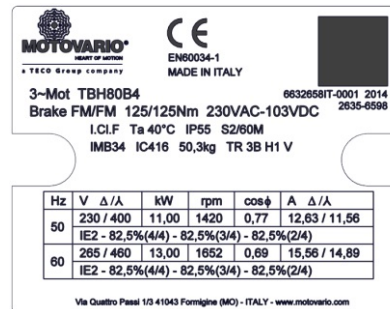 MOTOVARIO®
HEART OF MOTION
a TECO Group company
CE
EN60034-1
MADE IN ITALY
3~Mot TBH80B4
6632658IT-0001 2014
Brake FM/FM 125/125Nm 230VAC-103VDC
2635-6598
I.Cl.F Ta 40°C IP55 S2/60M
IMB34 IC416 50,3kg TR 3B H1 V
Hz V Δ/⅄ kW rpm cosϕ A Δ/⅄
50 230 / 400 11,00 1420 0,77 12,63 / 11,56
IE2 - 82,5%(4/4) - 82,5%(3/4) - 82,5%(2/4)
60 265 / 460 13,00 1652 0,69 15,56 / 14,89
IE2 - 82,5%(4/4) - 82,5%(3/4) - 82,5%(2/4)
Via Quattro Passi 1/3 41043 Formigine (MO) - ITALY - www.motovario.com